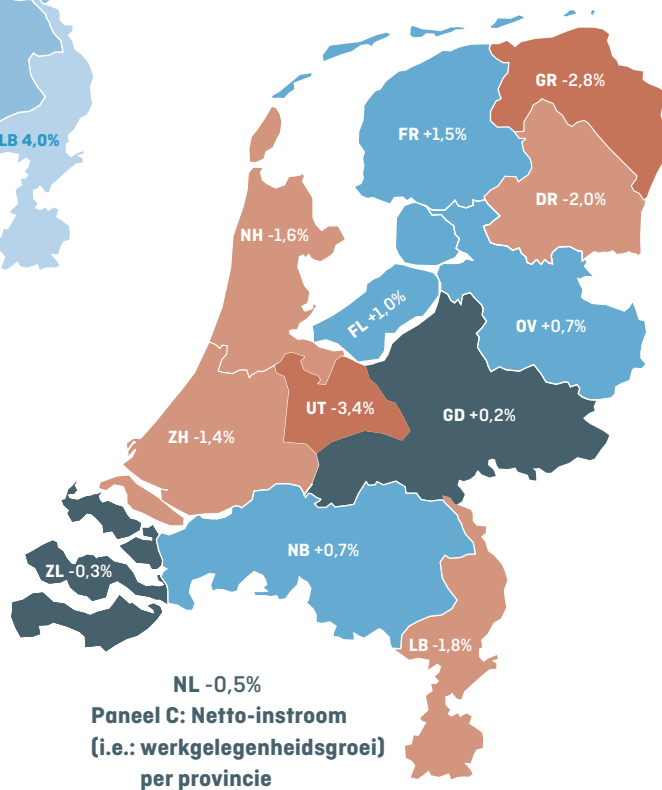 GR -2,8%
LB 4,0%
FR +1,5%
DR -2,0%
NH -1,6%
FL +1,0%
OV +0,7%
UT -3,4%
GD +0,2%
ZH -1,4%
NB +0,7%
ZL -0,3%
LB -1,8%
NL -0,5%
Paneel C: Netto-instroom
(i.e.: werkgelegenheidsgroei)
per provincie